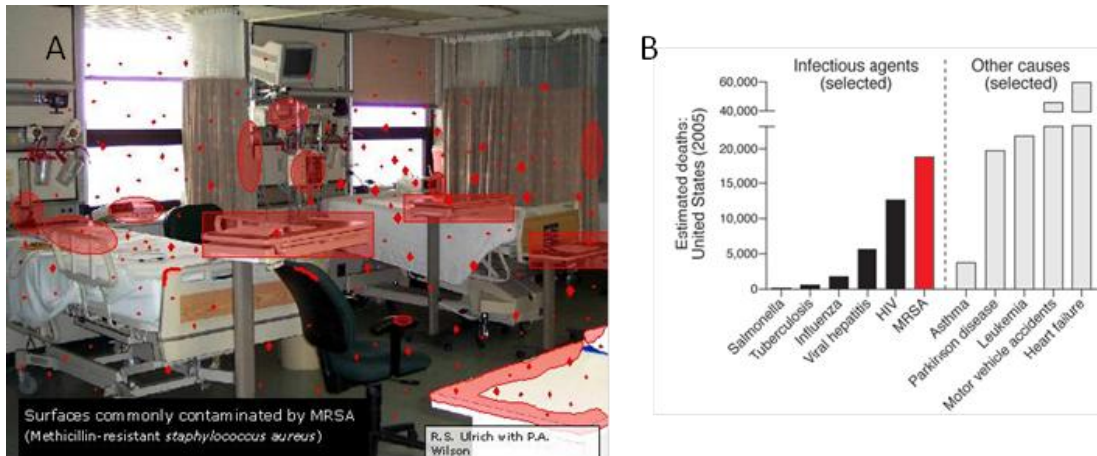 A
Surfaces commonly contaminated by MRSA
(Methicillin-resistant staphylococcus aureus)
R.S. Ulrich with P.A.
Wilson
B
Infectious agents
(selected)
Other causes
(selected)
Estimated deaths:
United States (2005)
60,000
40,000
20,000
15,000
10,000
5,000
0
Salmonella
Tuberculosis
Influenza
Viral hepatitis
HIV
MRSA
Asthma
Parkinson disease
Leukemia
Motor vehicle accidents
Heart failure